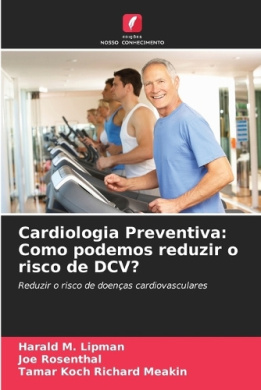 edições
NOSSO CONHECIMENTO
Cardiologia Preventiva:
Como podemos reduzir o
risco de DCV?
Reduzir o risco de doenças cardiovasculares
Harald M. Lipman
Joe Rosenthal
Tamar Koch Richard Meakin